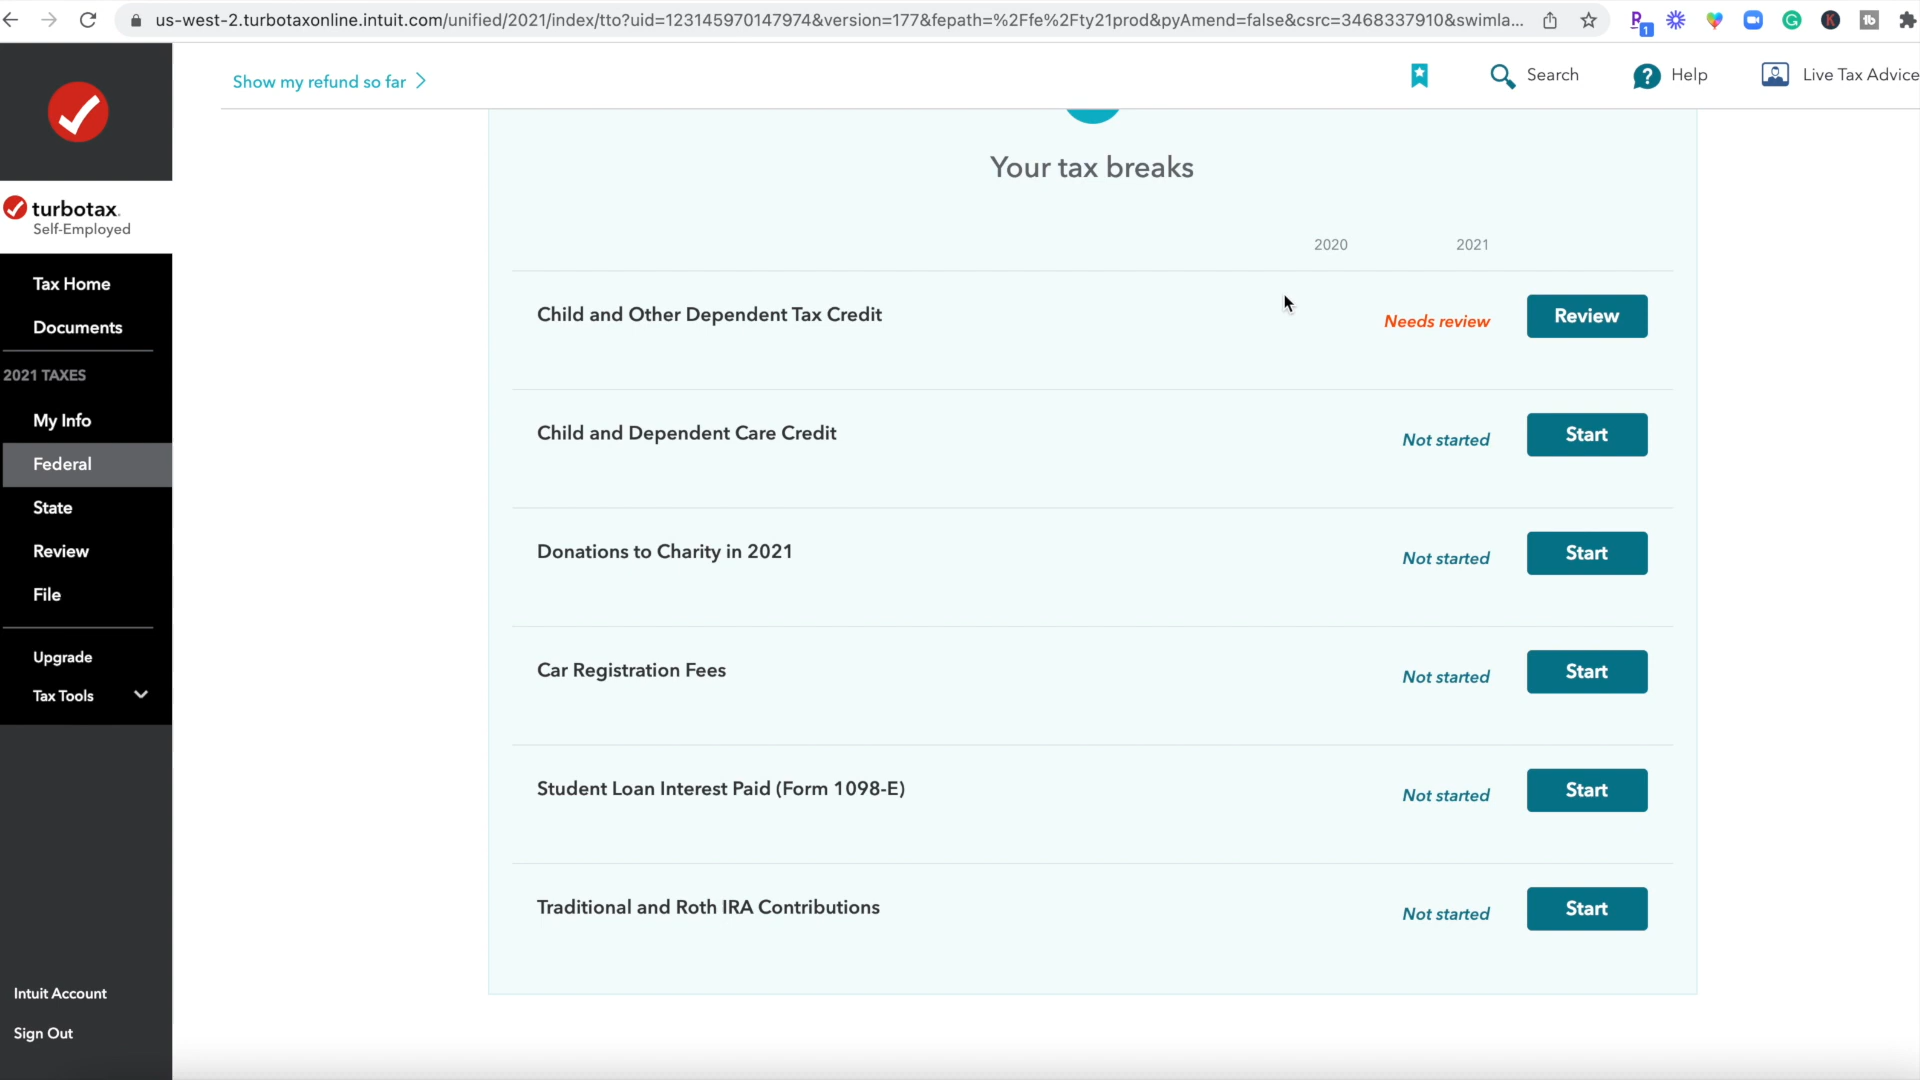 us-west-2.turbotaxonline.intuit.com/unified/2021/index/tto?uid=123145970147974&version=177&fepath=%2Ffe%2Fty21prod&pyAmend=false&csrc=3468337910&swimla...
1
Show my refund so far
Search
Help
Live Tax Advice
turbotax.
Self-Employed
Tax Home
Documents
2021 TAXES
My Info
Federal
State
Review
File
Upgrade
Tax Tools
Intuit Account
Sign Out
Your tax breaks
2020 2021
Child and Other Dependent Tax Credit Needs review Review
Child and Dependent Care Credit Not started Start
Donations to Charity in 2021 Not started Start
Car Registration Fees Not started Start
Student Loan Interest Paid (Form 1098-E) Not started Start
Traditional and Roth IRA Contributions Not started Start